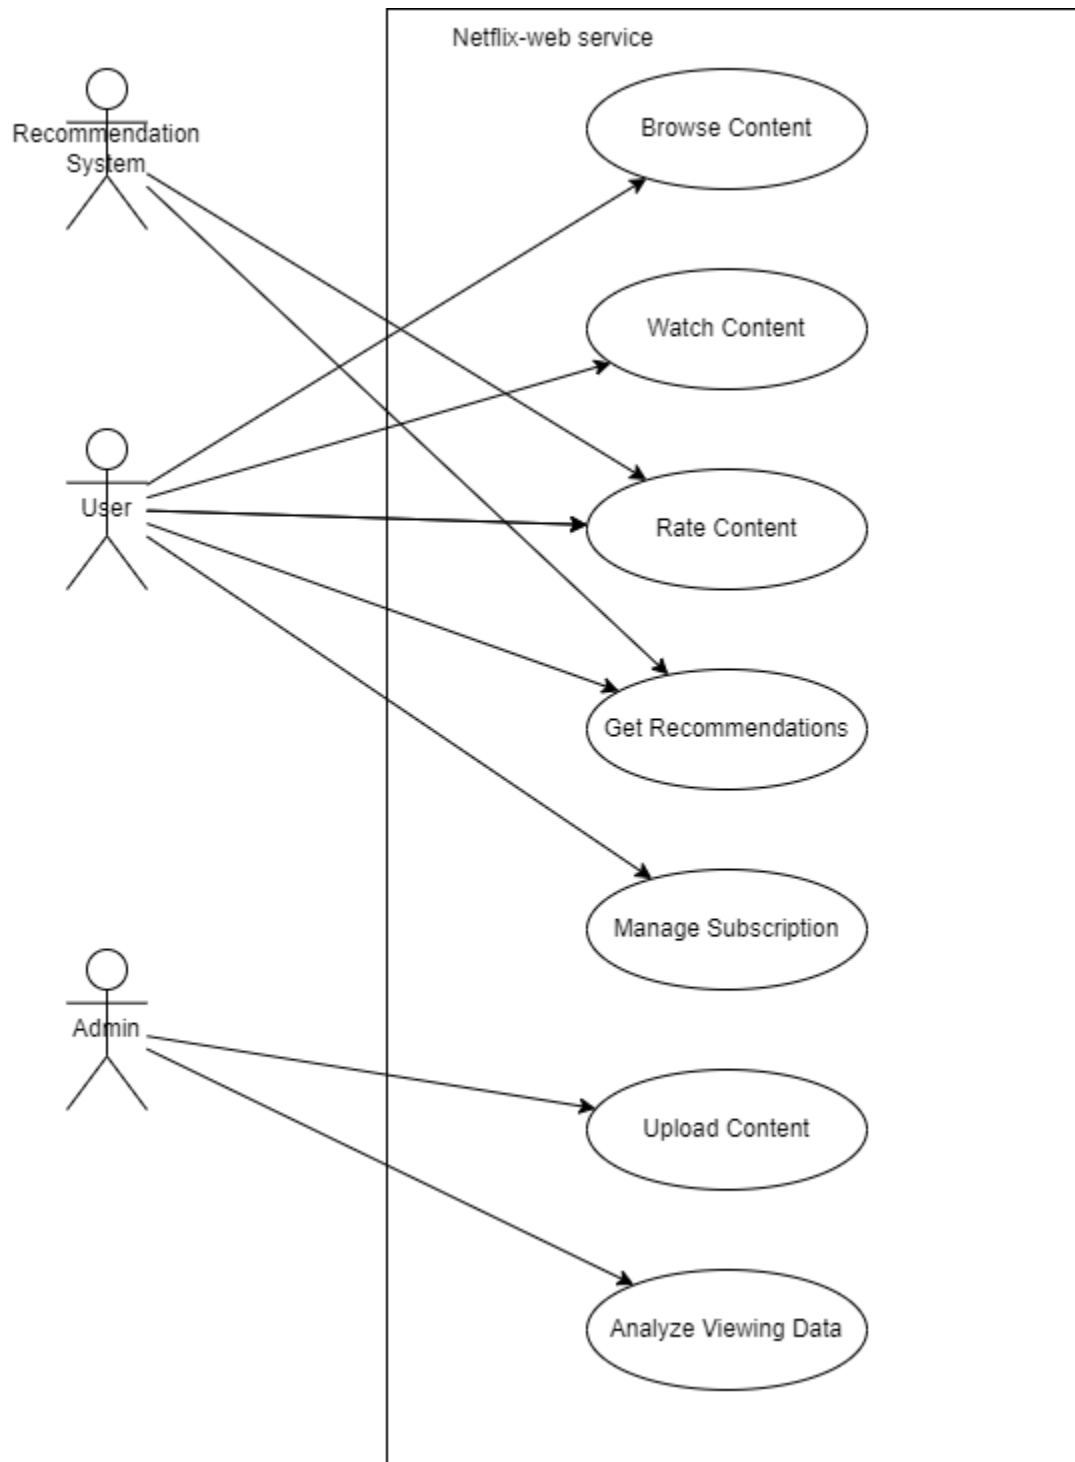 Netflix-web service
Browse Content
Recommendation
System
Watch Content
User
Rate Content
Get Recommendations
Manage Subscription
Admin
Upload Content
Analyze Viewing Data